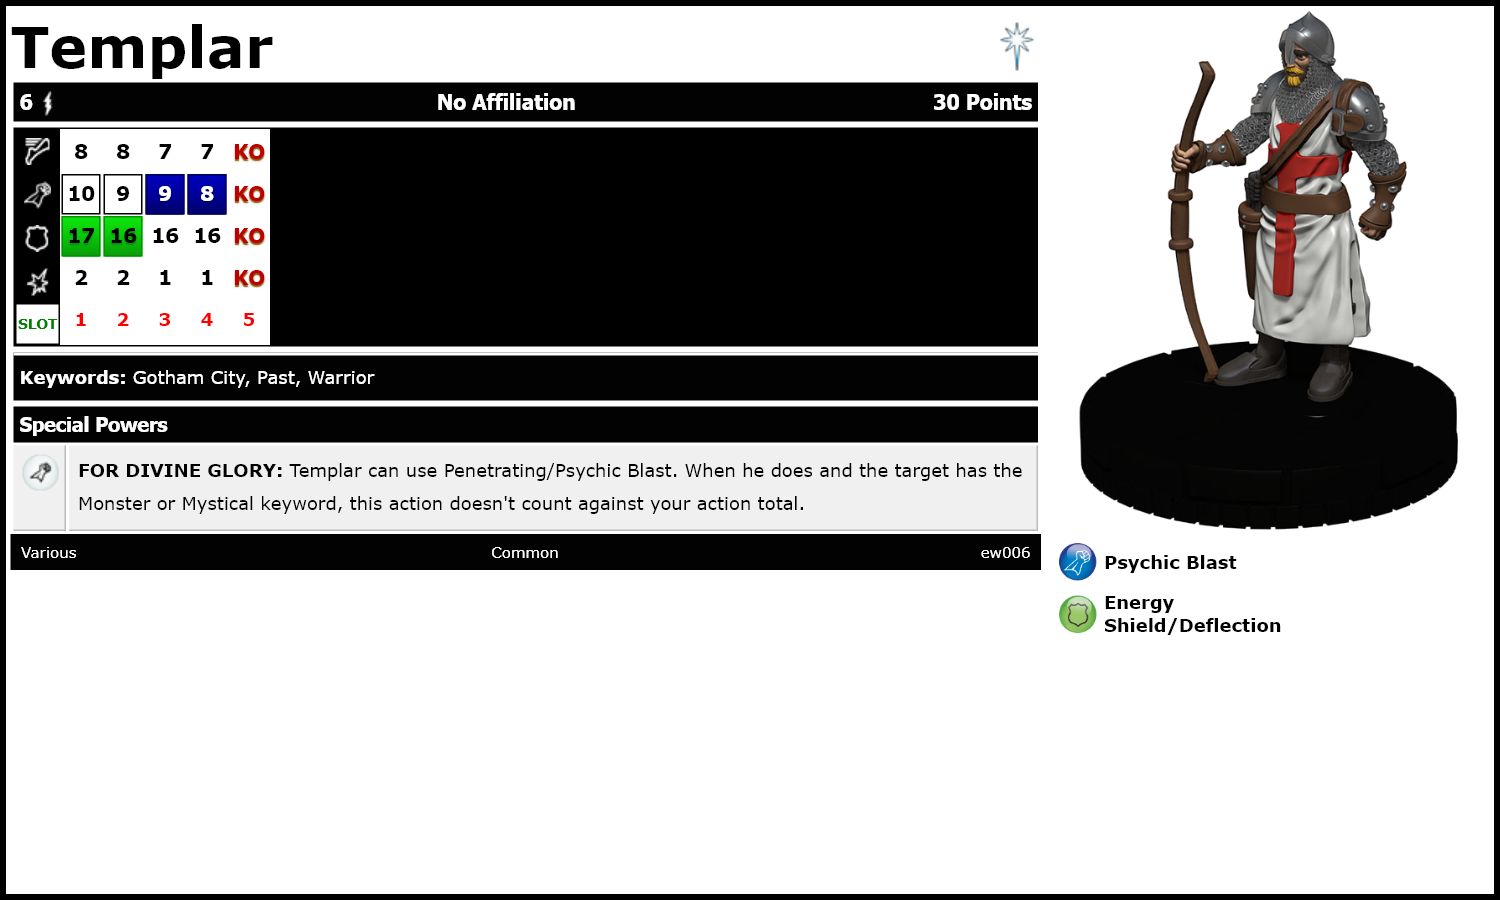 Templar
6 No Affiliation 30 Points
8 8 7 7 KO
10 9 9 8 KO
17 16 16 16 KO
2 2 1 1 KO
SLOT 1 2 3 4 5
Keywords: Gotham City, Past, Warrior
Special Powers
FOR DIVINE GLORY: Templar can use Penetrating/Psychic Blast. When he does and the target has the
Monster or Mystical keyword, this action doesn't count against your action total.
Various Common ew006
Psychic Blast
Energy
Shield/Deflection